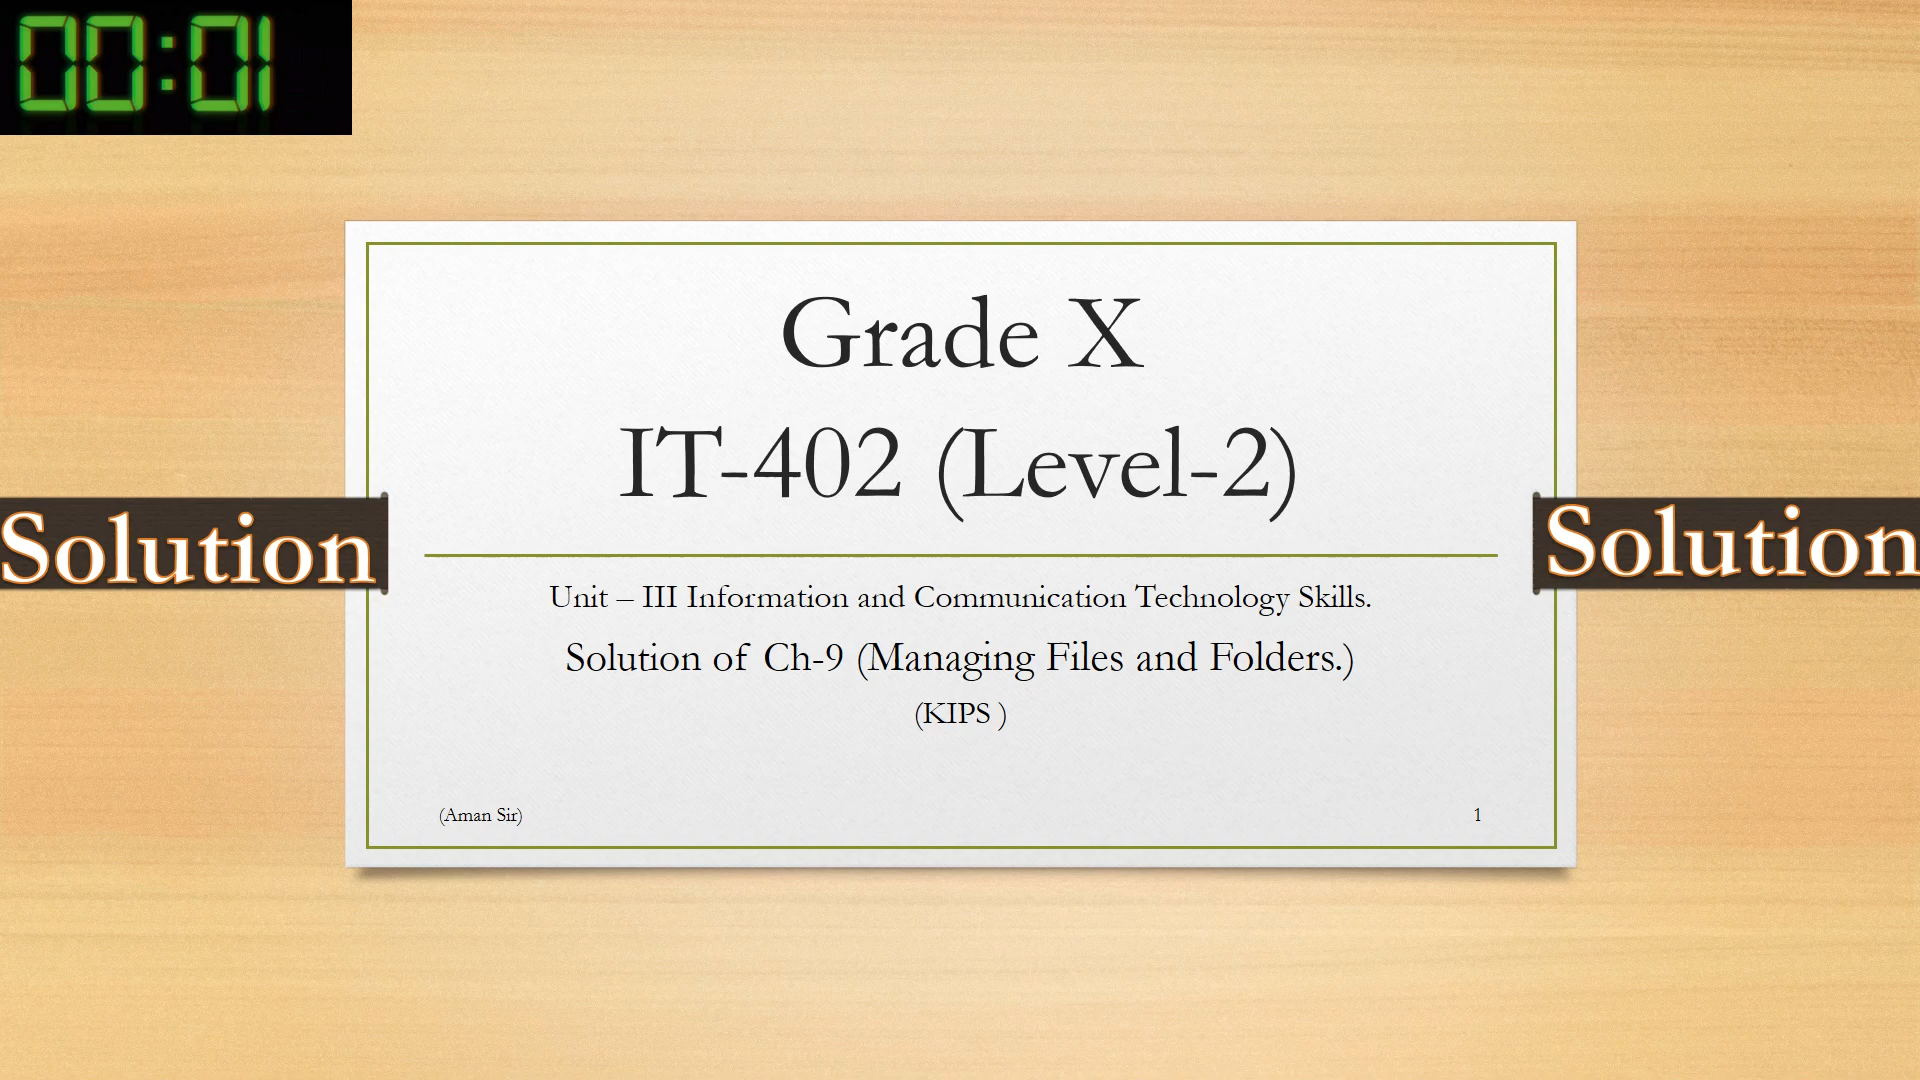 00:01
Grade X
IT-402 (Level-2)
Solution
Solution
Unit – III Information and Communication Technology Skills.
Solution of Ch-9 (Managing Files and Folders.)
(KIPS )
(Aman Sir)
1